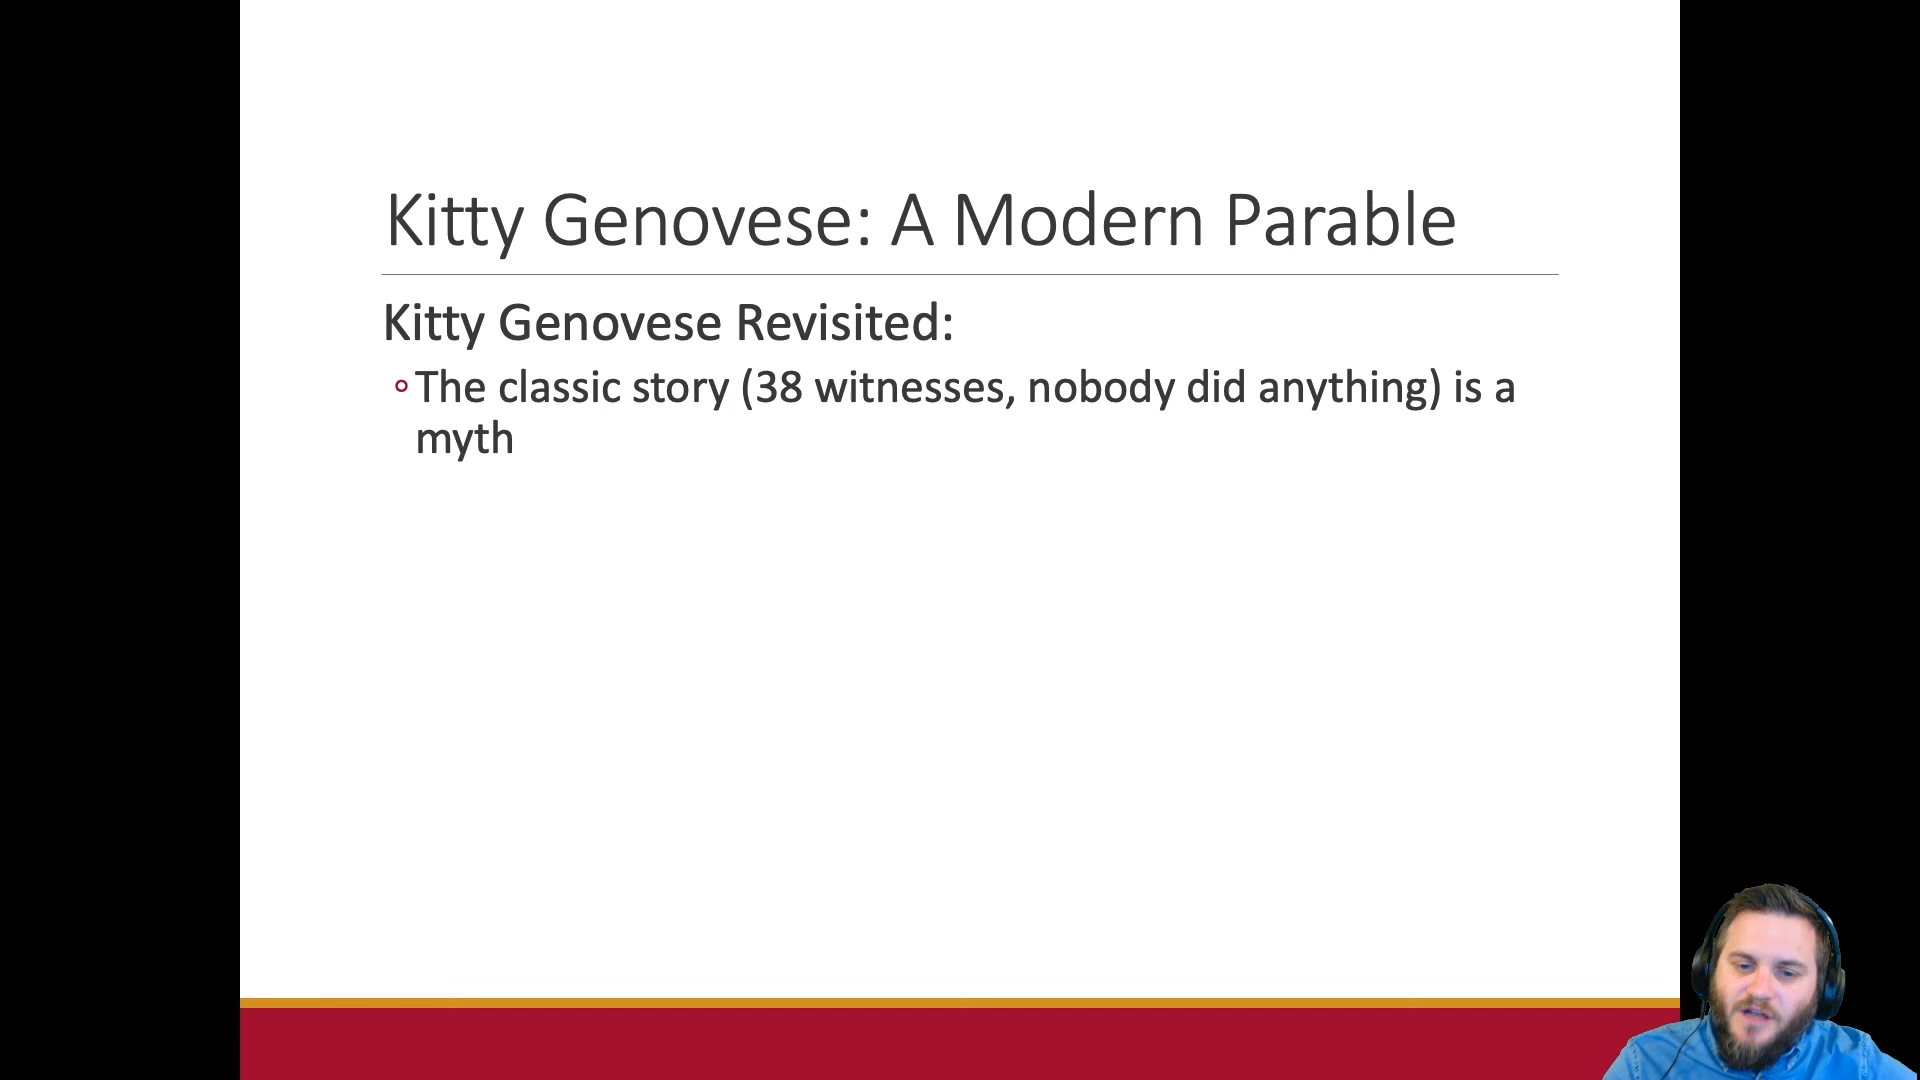 Kitty Genovese: A Modern Parable
Kitty Genovese Revisited:
◦The classic story (38 witnesses, nobody did anything) is a
myth